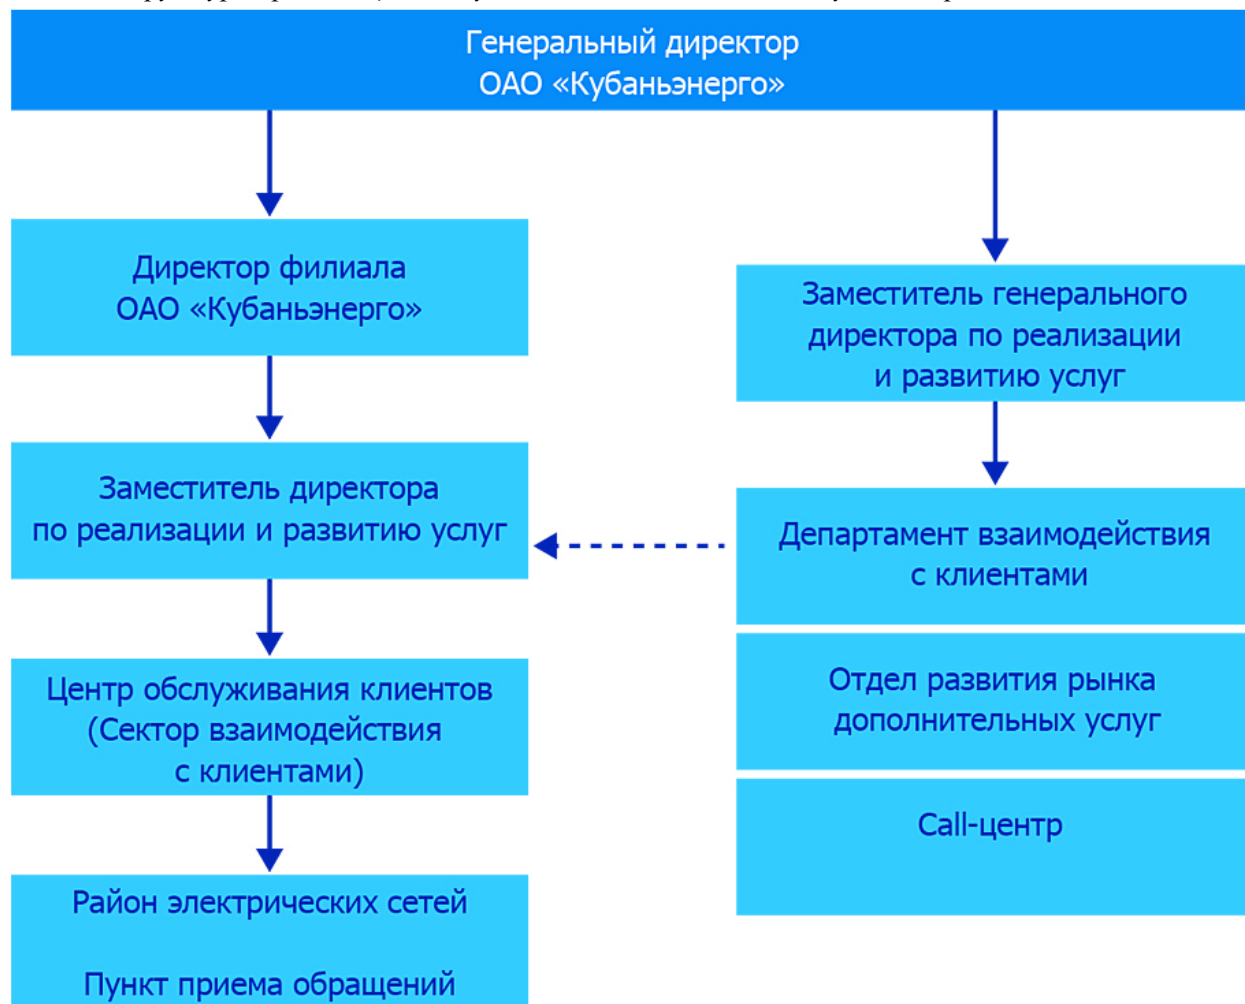 Генеральный директор
ОАО «Кубаньэнерго»
Директор филиала
ОАО «Кубаньэнерго»
Заместитель директора
по реализации и развитию услуг
Центр обслуживания клиентов
(Сектор взаимодействия
с клиентами)
Район электрических сетей
Пункт приема обращений
Заместитель генерального
директора по реализации
и развитию услуг
Департамент взаимодействия
с клиентами
Отдел развития рынка
дополнительных услуг
Call-центр